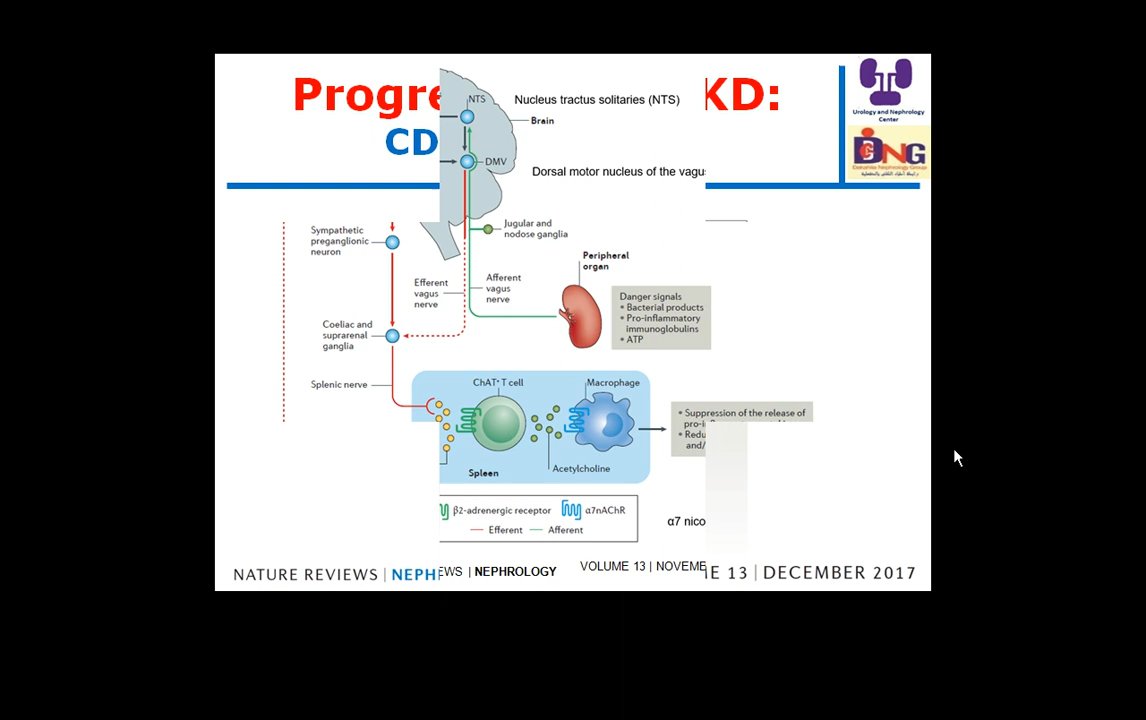 Progre KD:
CD
Urology and Nephrology
Center
NTS
Nucleus tractus solitaries (NTS)
Brain
DMV
Dorsal motor nucleus of the vagu
DNG
Jugular and
nodose ganglia
Sympathetic
preganglionic
neuron
Peripheral
organ
Efferent
vagus
nerve
Afferent
vagus
nerve
Danger signals
• Bacterial products
• Pro-inflammatory
immunoglobulins
• ATP
Coeliac and
suprarenal
ganglia
Splenic nerve
ChAT+ T cell
Macrophage
• Suppression of the release of
• Redu
and/
Spleen
Acetylcholine
β2-adrenergic receptor
α7nAChR
Efferent
Afferent
α7 nico
NATURE REVIEWS | NEPH
EWS | NEPHROLOGY
VOLUME 13 | NOVEME
E 13 | DECEMBER 2017